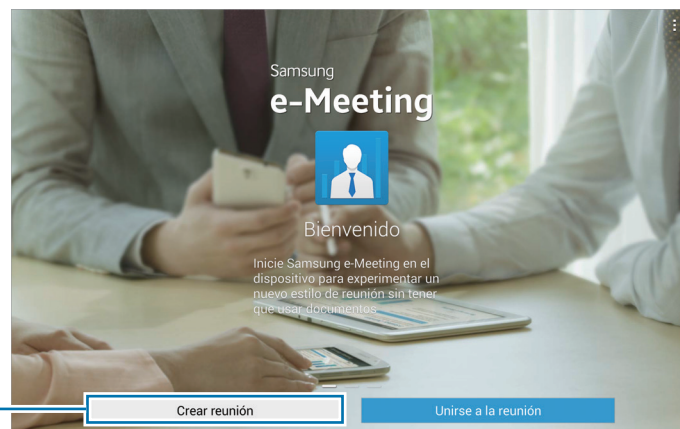 Samsung
e-Meeting
Bienvenido
Inicie Samsung e-Meeting en el
dispositivo para experimentar un
nuevo estilo de reunión sin tener
que usar documentos.
Crear reunión
Unirse a la reunión